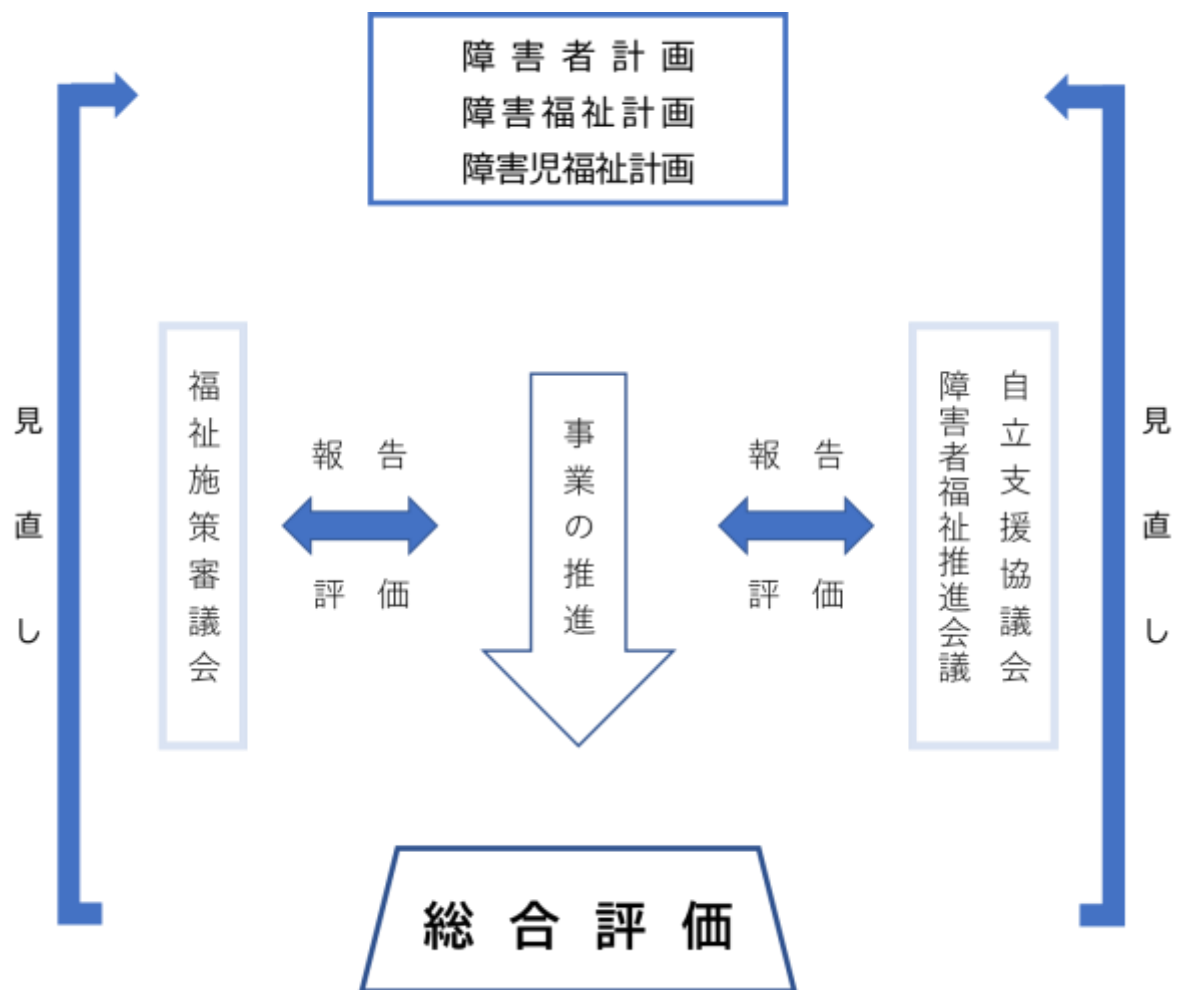 障害者計画
障害福祉計画
障害児福祉計画
見直し
福祉施策審議会
報告
評価
事業の推進
報告
評価
自立支援協議会
障害者福祉推進会議
見直し
総合評価